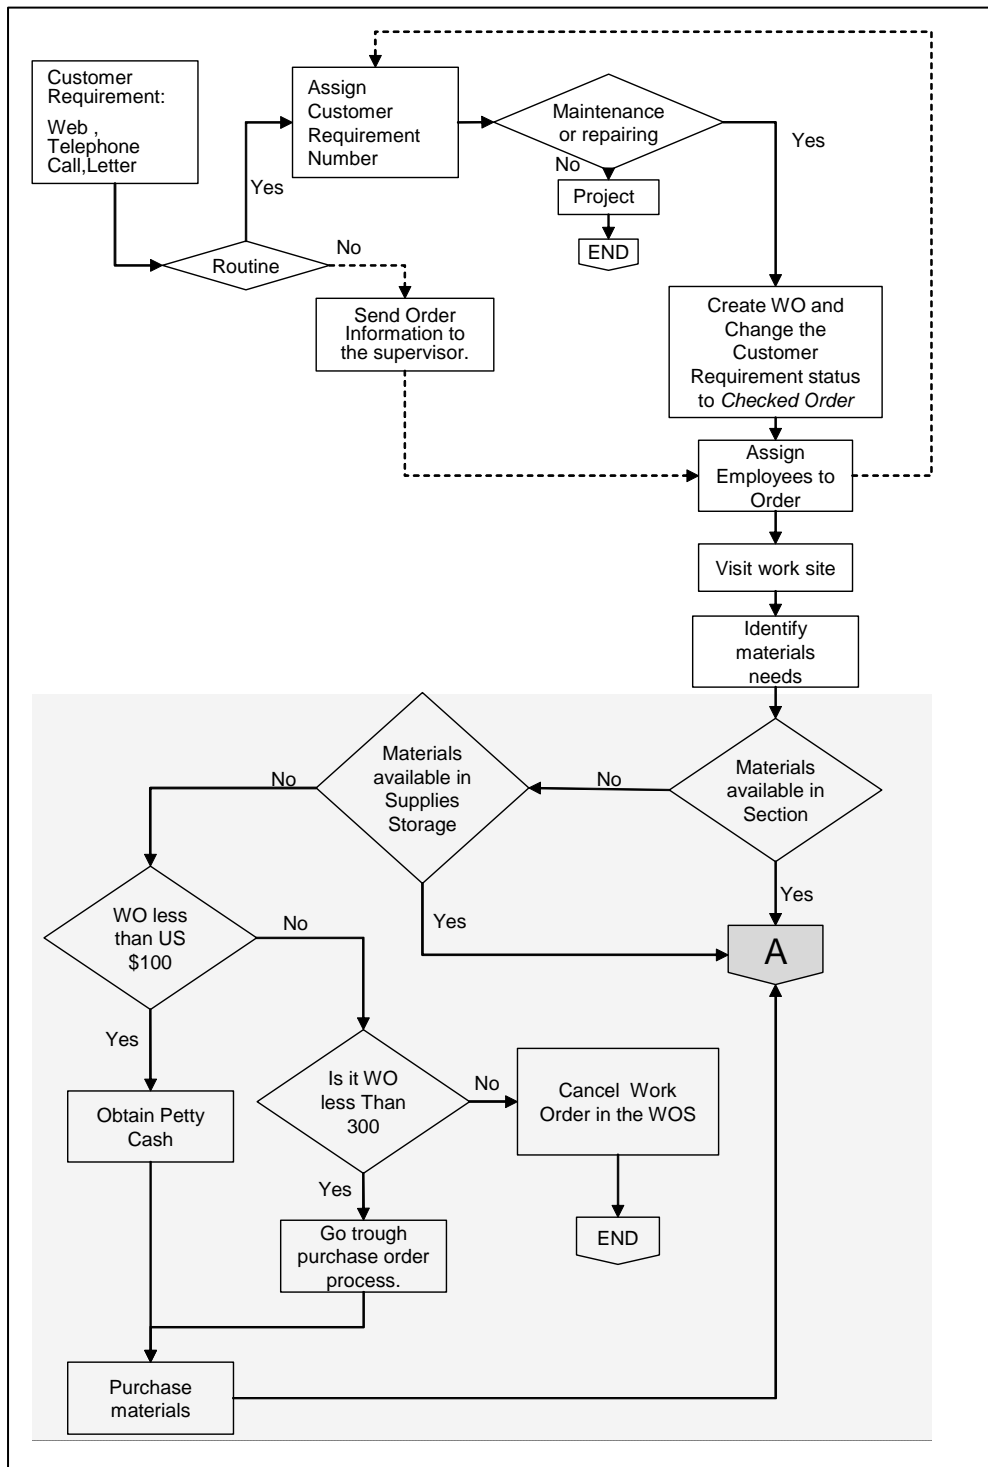 Customer
Requirement:
Web ,
Telephone
Call,Letter
Assign
Customer
Requirement
Number
Maintenance
or repairing
Yes
No
Project
END
Yes
Routine
No
Send Order
Information to
the supervisor.
Create WO and
Change the
Customer
Requirement status
to Checked Order
Assign
Employees to
Order
Visit work site
Identify
materials
needs
Materials
available in
Section
No
Yes
Materials
available in
Supplies
Storage
No
Yes
A
WO less
than US
$100
No
Yes
Obtain Petty
Cash
Is it WO
less Than
300
No
Cancel  Work
Order in the WOS
END
Yes
Go trough
purchase order
process.
Purchase
materials